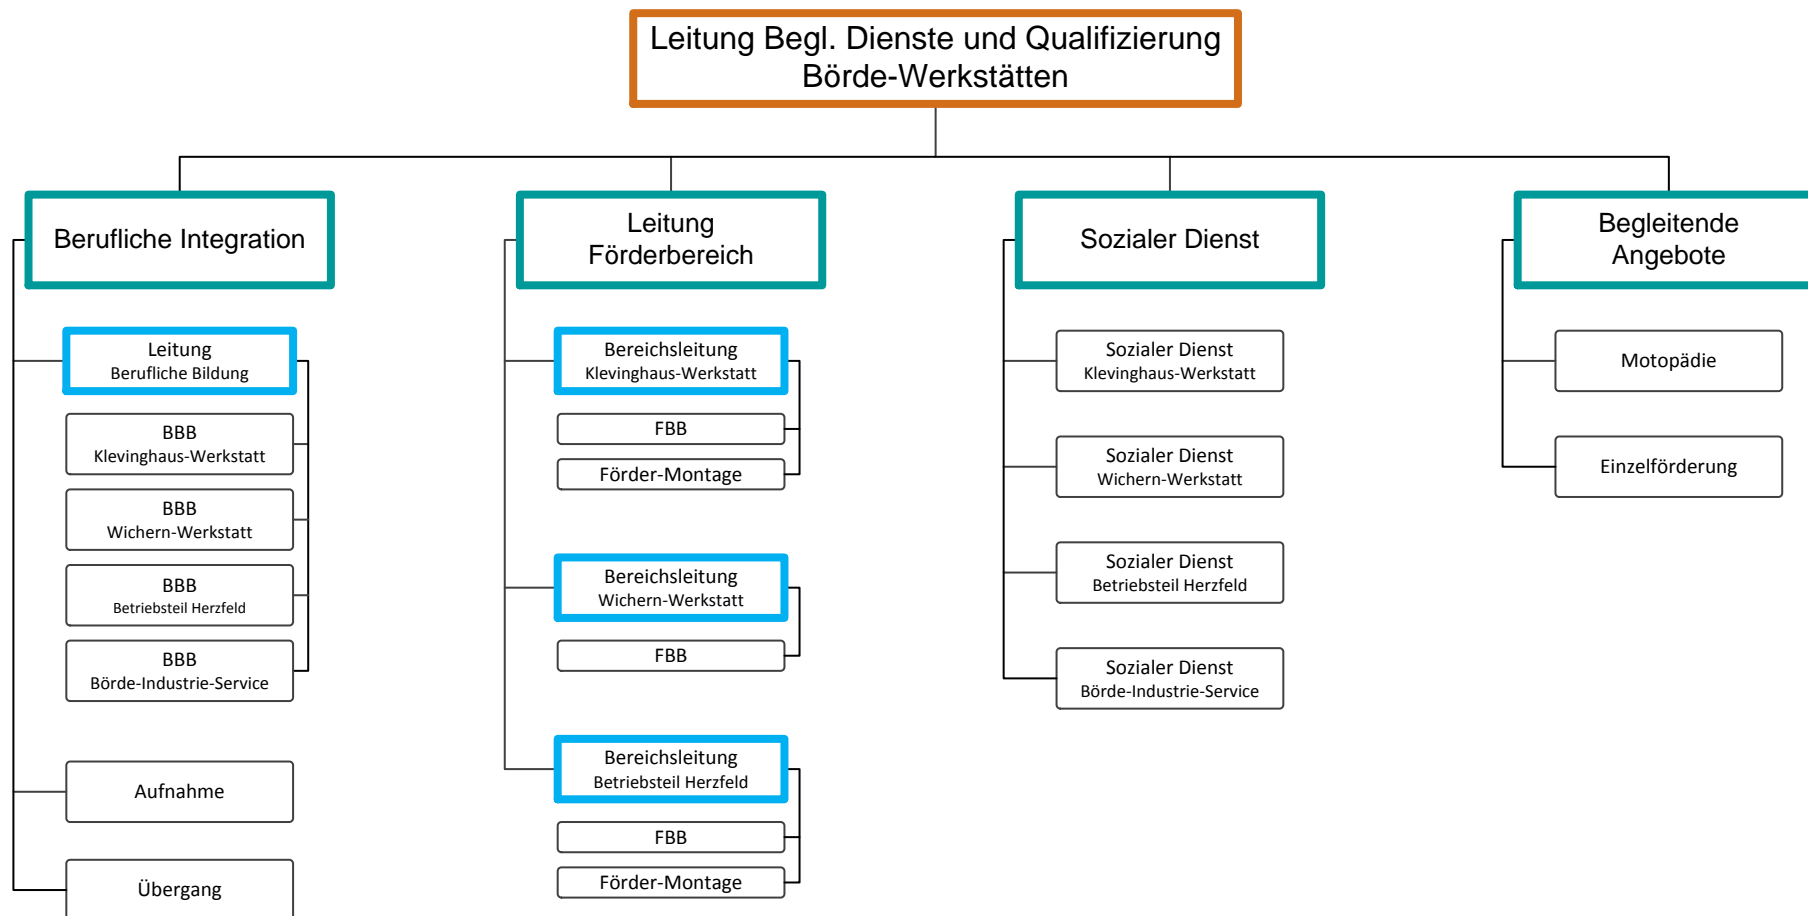 Leitung Begl. Dienste und Qualifizierung
Börde-Werkstätten
Berufliche Integration
Leitung
Berufliche Bildung
BBB
Klevinghaus-Werkstatt
BBB
Wichern-Werkstatt
BBB
Betriebsteil Herzfeld
BBB
Börde-Industrie-Service
Aufnahme
Übergang
Leitung
Förderbereich
Bereichsleitung
Klevinghaus-Werkstatt
FBB
Förder-Montage
Bereichsleitung
Wichern-Werkstatt
FBB
Bereichsleitung
Betriebsteil Herzfeld
FBB
Förder-Montage
Sozialer Dienst
Sozialer Dienst
Klevinghaus-Werkstatt
Sozialer Dienst
Wichern-Werkstatt
Sozialer Dienst
Betriebsteil Herzfeld
Sozialer Dienst
Börde-Industrie-Service
Begleitende
Angebote
Motopädie
Einzelförderung